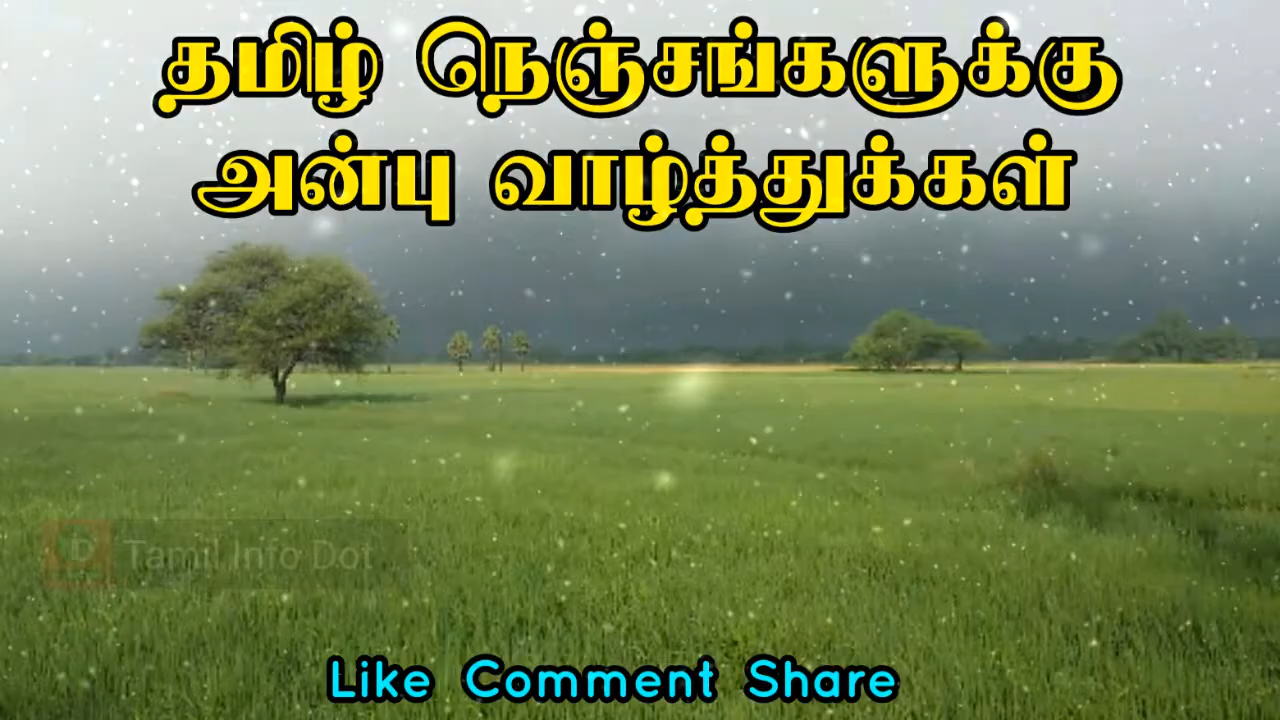 தமிழ் நெஞ்சங்களுக்கு
அன்பு வாழ்த்துக்கள்
Tamil Info Dot
Like Comment Share